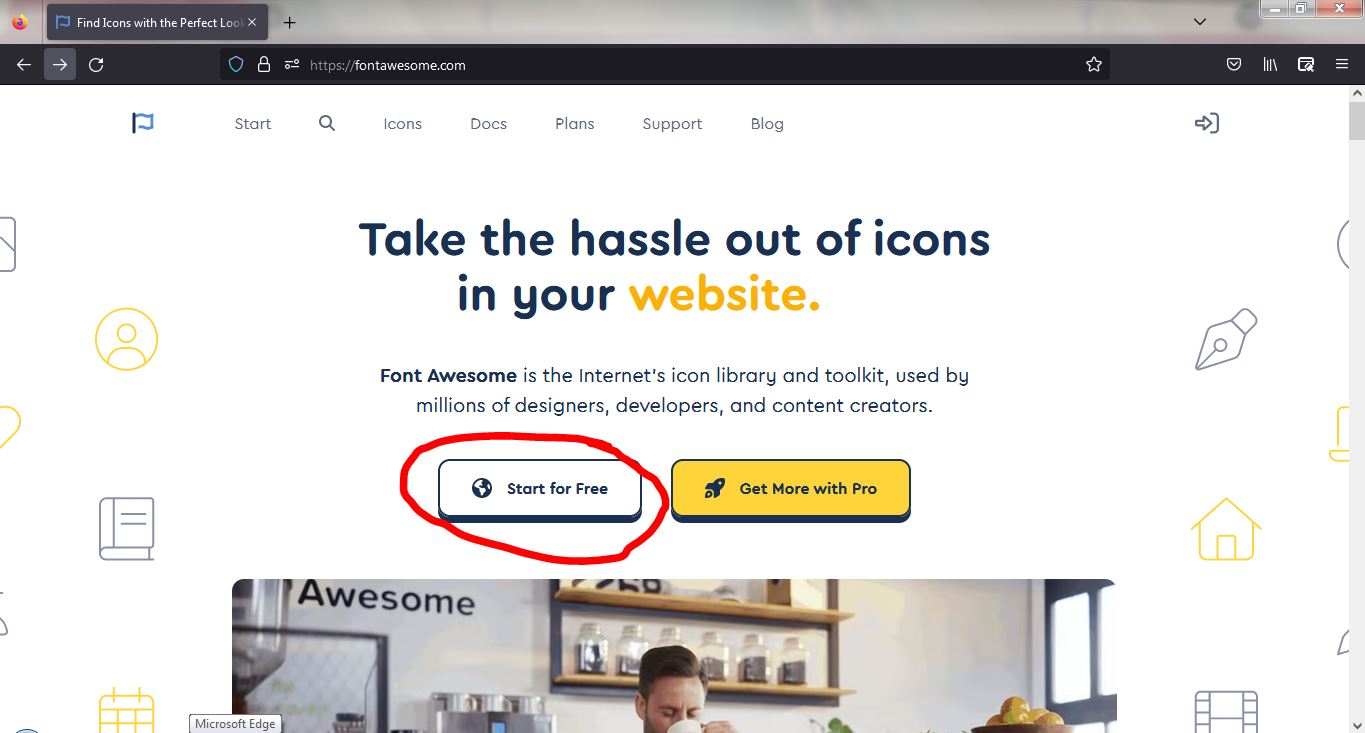 Find Icons with the Perfect Look
https://fontawesome.com
Start
Icons
Docs
Plans
Support
Blog
Take the hassle out of icons
in your website.
Font Awesome is the Internet's icon library and toolkit, used by
millions of designers, developers, and content creators.
Start for Free
Get More with Pro
Awesome
Microsoft Edge